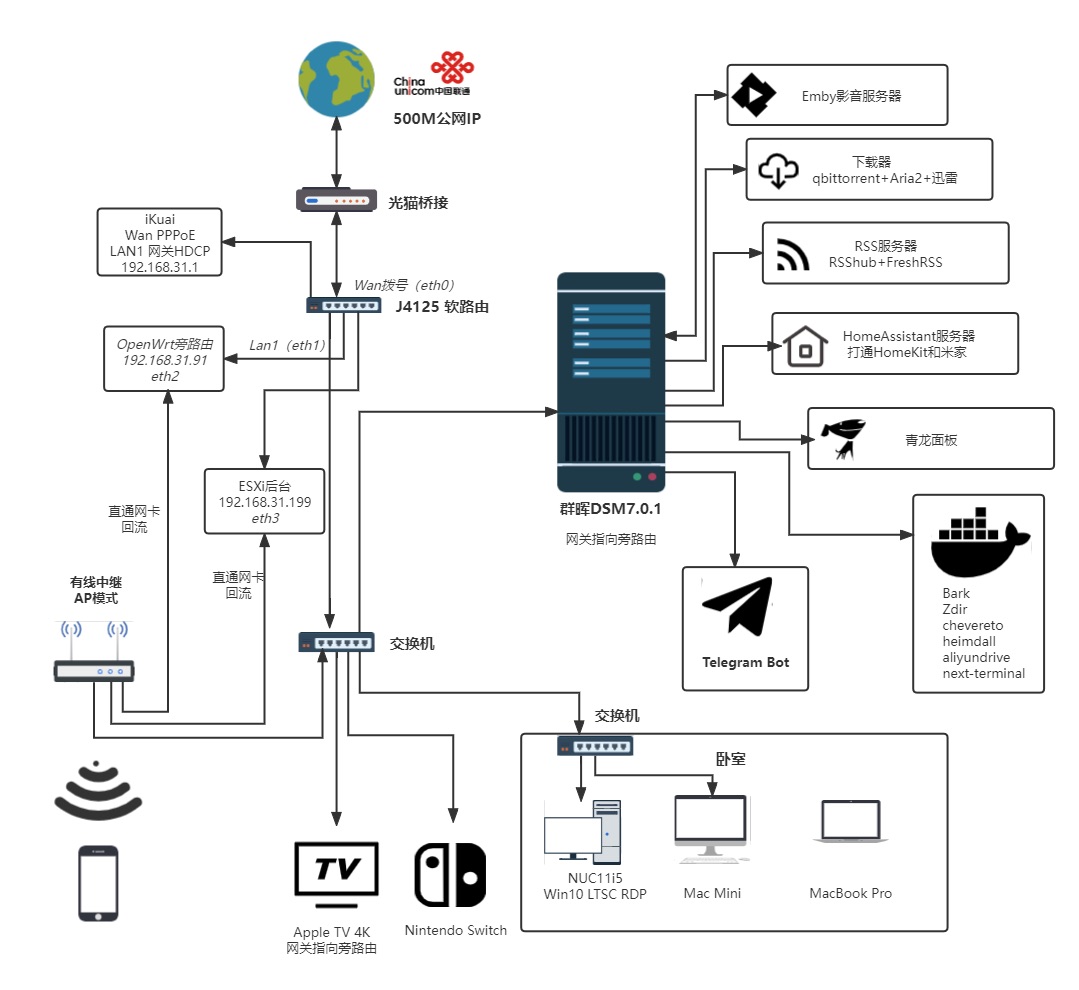 China
unicom中国联通
500M公网IP
光猫桥接
iKuai
Wan PPPoE
LAN1 网关HDCP
192.168.31.1
Wan拨号（eth0）
J4125 软路由
OpenWrt旁路由
192.168.31.91
eth2
Lan1（eth1）
ESXi后台
192.168.31.199
eth3
直通网卡
回流
直通网卡
回流
有线中继
AP模式
交换机
群晖DSM7.0.1
网关指向旁路由
Emby影音服务器
下载器
qbittorrent+Aria2+迅雷
RSS服务器
RSShub+FreshRSS
HomeAssistant服务器
打通HomeKit和米家
青龙面板
Bark
Zdir
chevereto
heimdall
aliyundrive
next-terminal
Telegram Bot
交换机
卧室
NUC11i5
Win10 LTSC RDP
Mac Mini
MacBook Pro
TV
Apple TV 4K
网关指向旁路由
Nintendo Switch